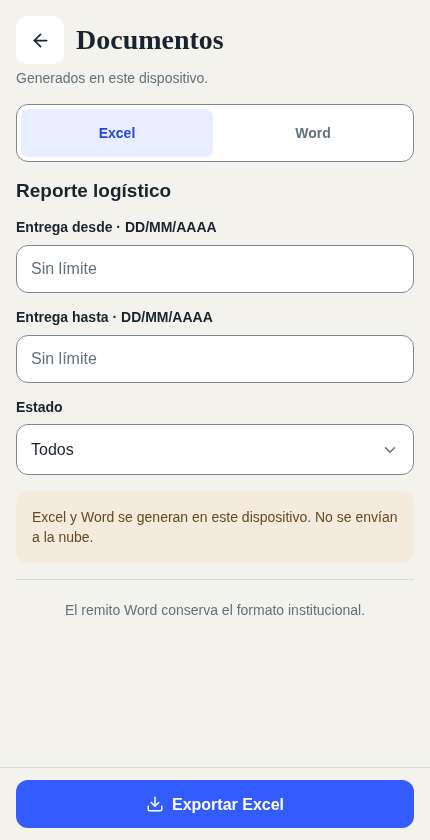 Documentos
Generados en este dispositivo.
Excel
Word
Reporte logístico
Entrega desde · DD/MM/AAAA
Sin límite
Entrega hasta · DD/MM/AAAA
Sin límite
Estado
Todos
Excel y Word se generan en este dispositivo. No se envían
a la nube.
El remito Word conserva el formato institucional.
Exportar Excel